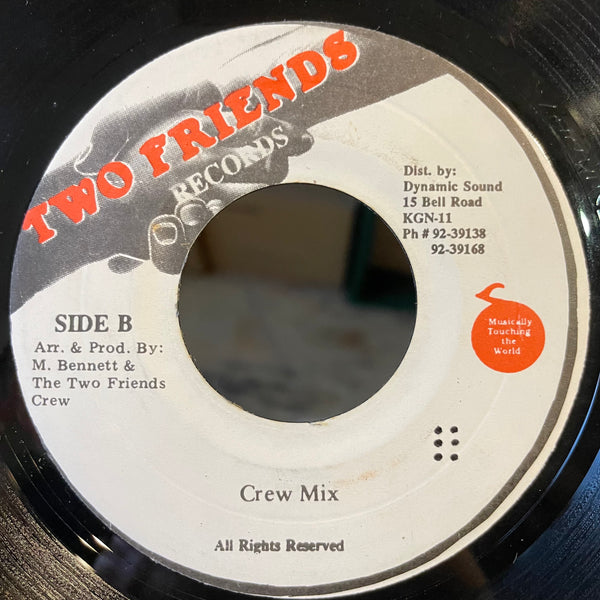 TWO FRIENDS
RECORDS
Dist. by:
Dynamic Sound
15 Bell Road
KGN-11
Ph # 92-39138
92-39168
SIDE B
Arr. & Prod. By:
M. Bennett &
The Two Friends
Crew
Musically
Touching
the
World
Crew Mix
All Rights Reserved